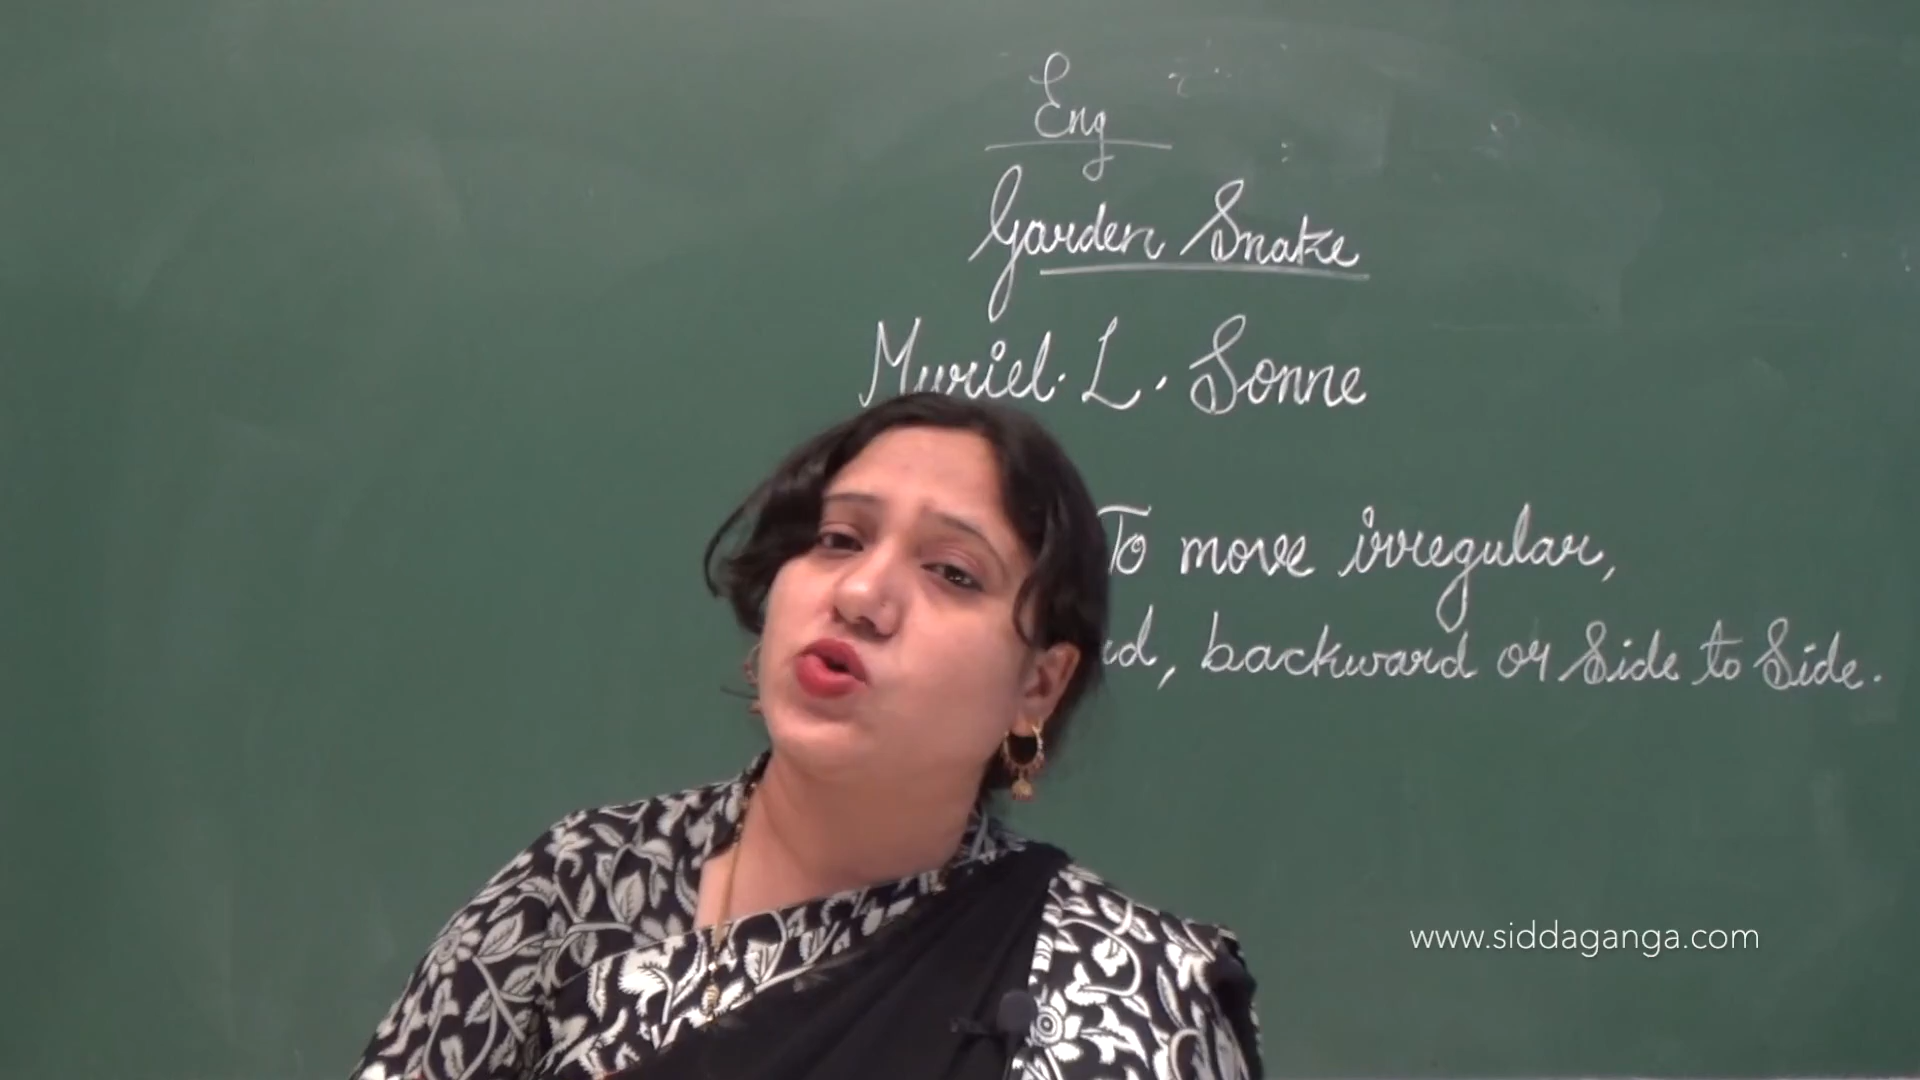 Eng
Garden Snake
Muriel. L. Sonne
To move irregular,
backward or Side to Side.
www.siddaganga.com